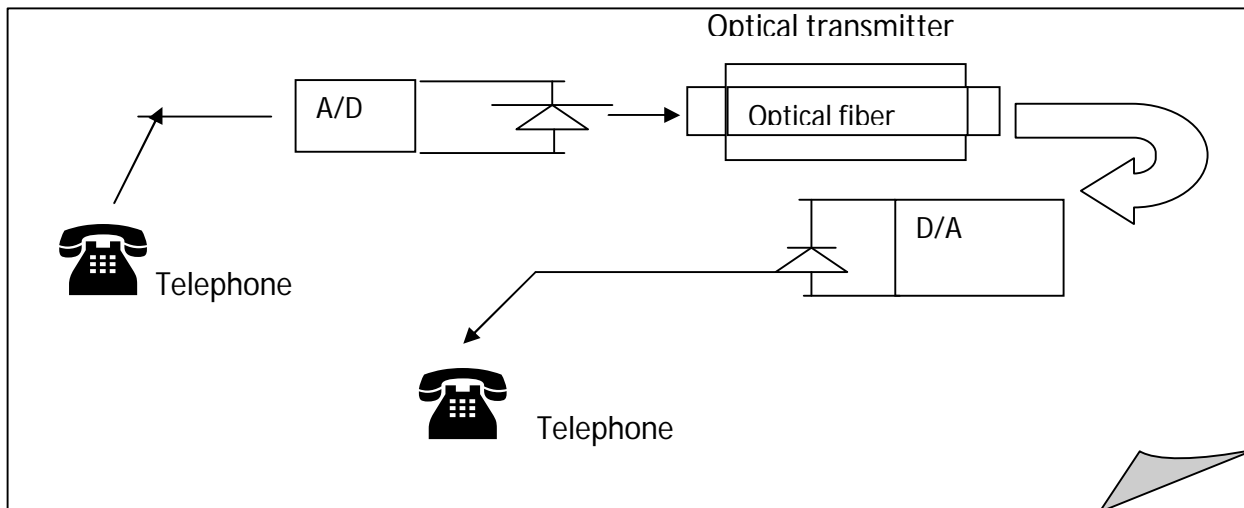 Optical transmitter
A/D
Optical fiber
D/A
Telephone
Telephone